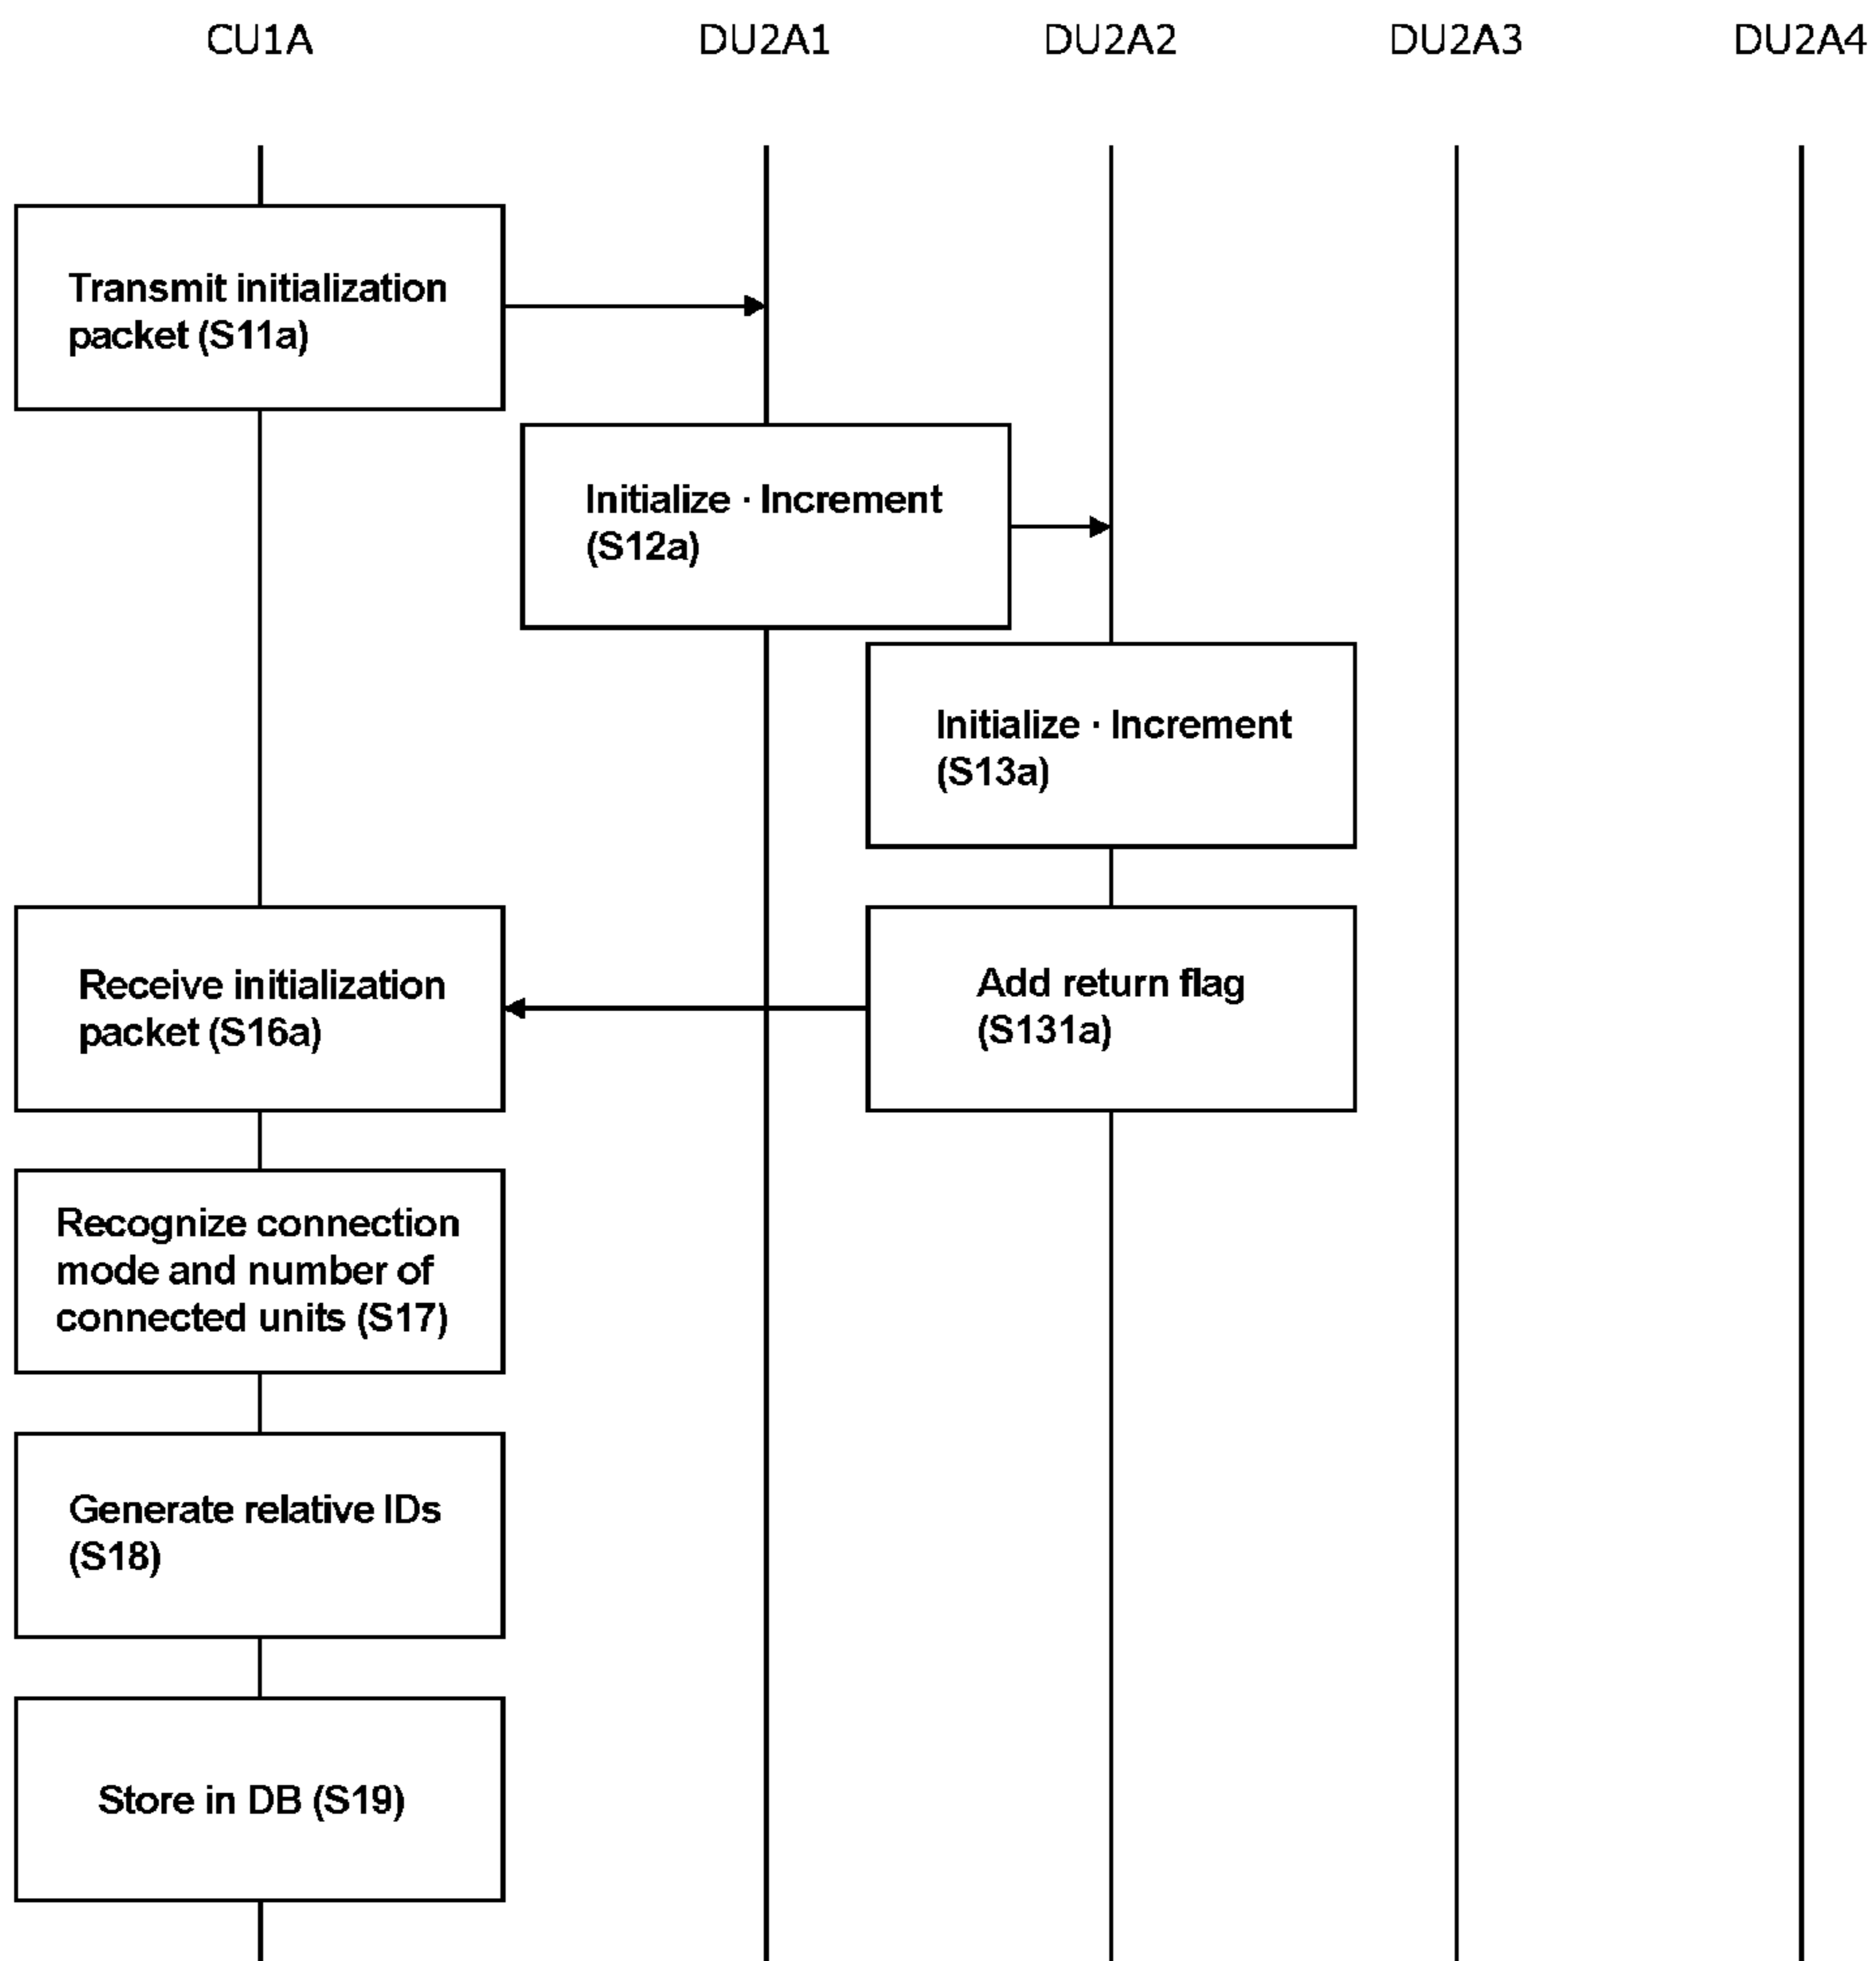 CU1A DU2A1 DU2A2 DU2A3 DU2A4
Transmit initialization
packet (S11a)
Initialize · Increment
(S12a)
Initialize · Increment
(S13a)
Receive initialization
packet (S16a)
Add return flag
(S131a)
Recognize connection
mode and number of
connected units (S17)
Generate relative IDs
(S18)
Store in DB (S19)